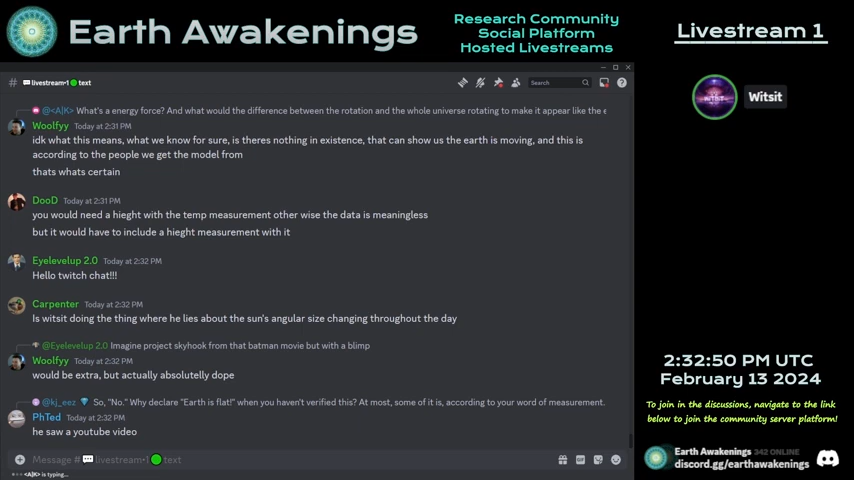 Earth Awakenings
Research Community
Social Platform
Hosted Livestreams
Livestream 1
# livestream•1 text
Search
@<A|K> What's a energy force? And what would the difference between the rotation and the whole universe rotating to make it appear like the e
Woolfyy Today at 2:31 PM
idk what this means, what we know for sure, is theres nothing in existence, that can show us the earth is moving, and this is
according to the people we get the model from
thats whats certain
DooD Today at 2:31 PM
you would need a hieght with the temp measurement other wise the data is meaningless
but it would have to include a hieght measurement with it
Eyelevelup 2.0 Today at 2:32 PM
Hello twitch chat!!!
Carpenter Today at 2:32 PM
Is witsit doing the thing where he lies about the sun's angular size changing throughout the day
@Eyelevelup 2.0 Imagine project skyhook from that batman movie but with a blimp
Woolfyy Today at 2:32 PM
would be extra, but actually absolutelly dope
@kj_eez So, "No." Why declare "Earth is flat!" when you haven't verified this? At most, some of it is, according to your word of measurement.
PhTed Today at 2:32 PM
he saw a youtube video
Message # livestream•1 text
<A|K> is typing...
WITSIT
Witsit
2:32:50 PM UTC
February 13 2024
To join in the discussions, navigate to the link
below to join the community server platform!
Earth Awakenings 342 ONLINE
discord.gg/earthawakenings